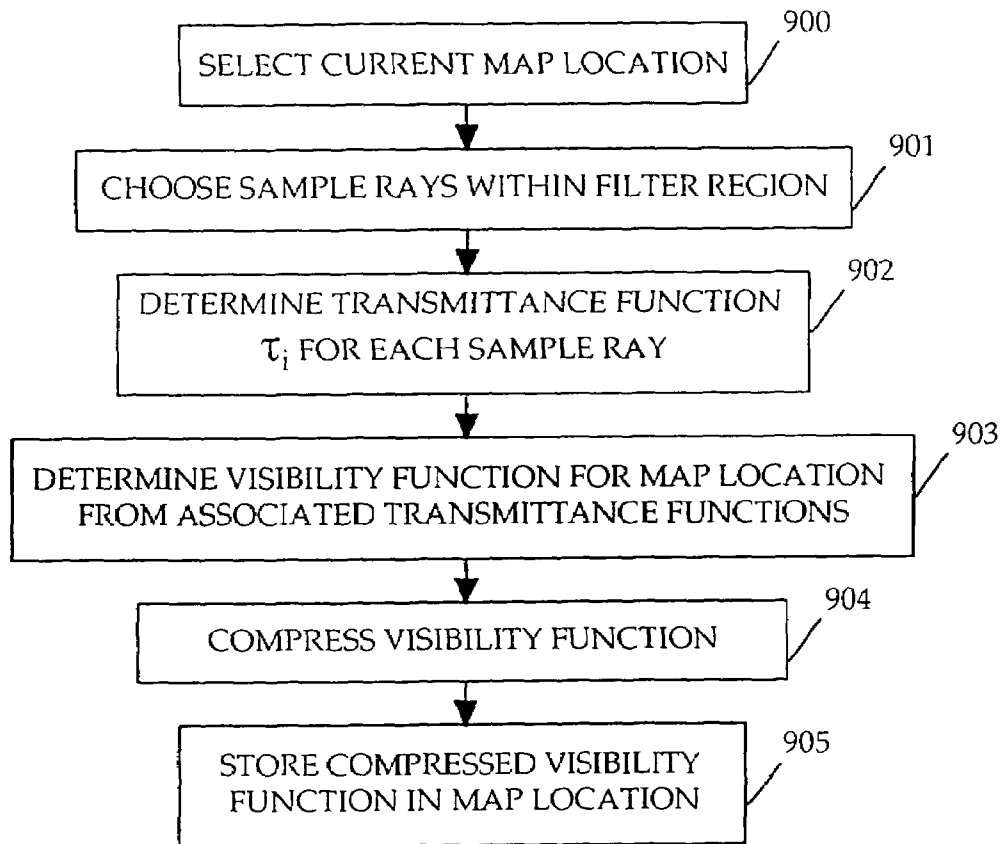 900
SELECT CURRENT MAP LOCATION
901
CHOOSE SAMPLE RAYS WITHIN FILTER REGION
902
DETERMINE TRANSMITTANCE FUNCTION
τi FOR EACH SAMPLE RAY
903
DETERMINE VISIBILITY FUNCTION FOR MAP LOCATION
FROM ASSOCIATED TRANSMITTANCE FUNCTIONS
904
COMPRESS VISIBILITY FUNCTION
905
STORE COMPRESSED VISIBILITY
FUNCTION IN MAP LOCATION